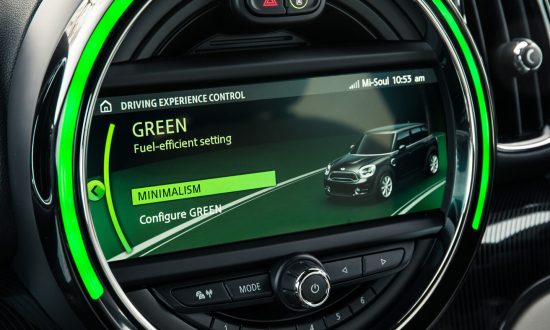 Mi-Soul 10:53 am
DRIVING EXPERIENCE CONTROL
GREEN
Fuel-efficient setting
MINIMALISM
Configure GREEN
MODE